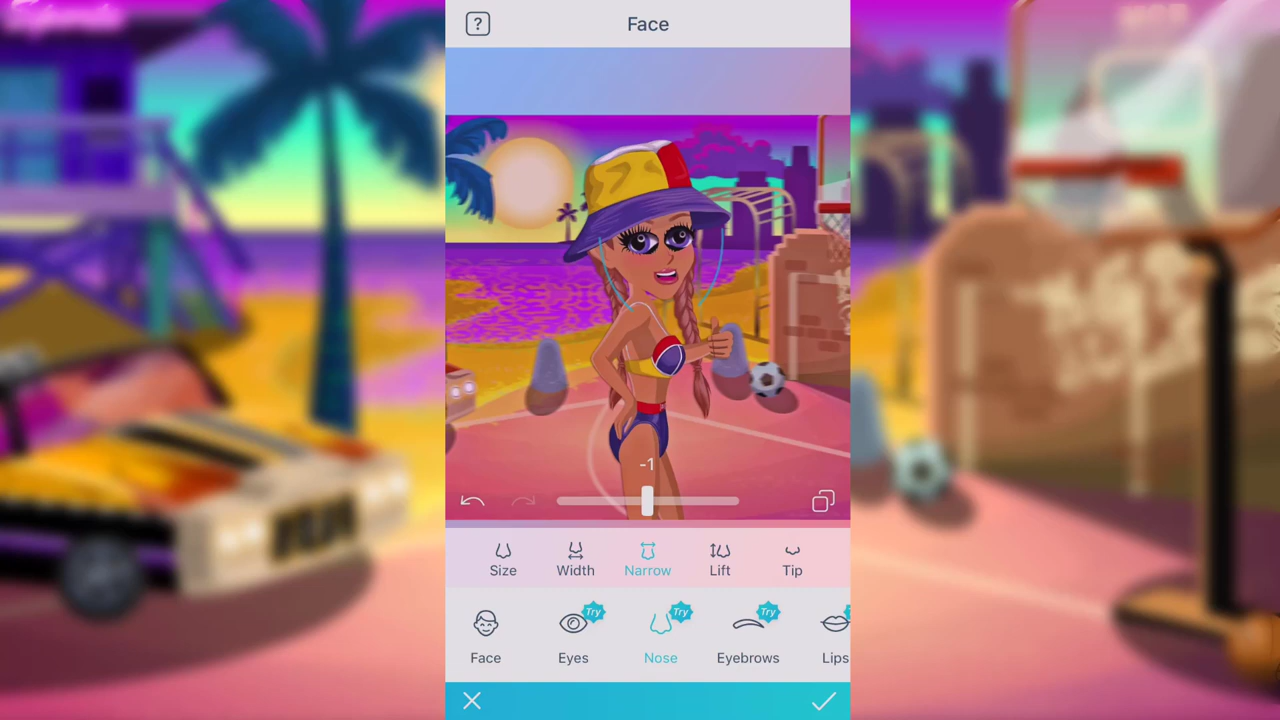 ?
Face
-1
Size Width Narrow Lift Tip
Try Try Try
Face Eyes Nose Eyebrows Lips